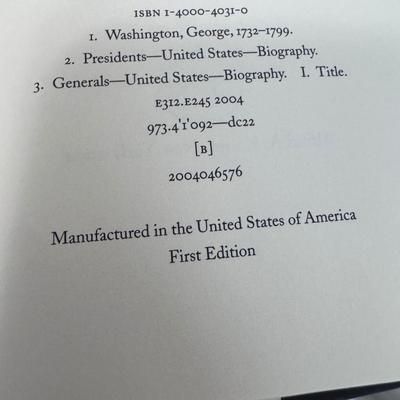 ISBN 1-4000-4031-0
1. Washington, George, 1732–1799.
2. Presidents—United States—Biography.
3. Generals—United States—Biography. I. Title.
E312.E245 2004
973.4'1'092—dc22
[B]
2004046576
Manufactured in the United States of America
First Edition